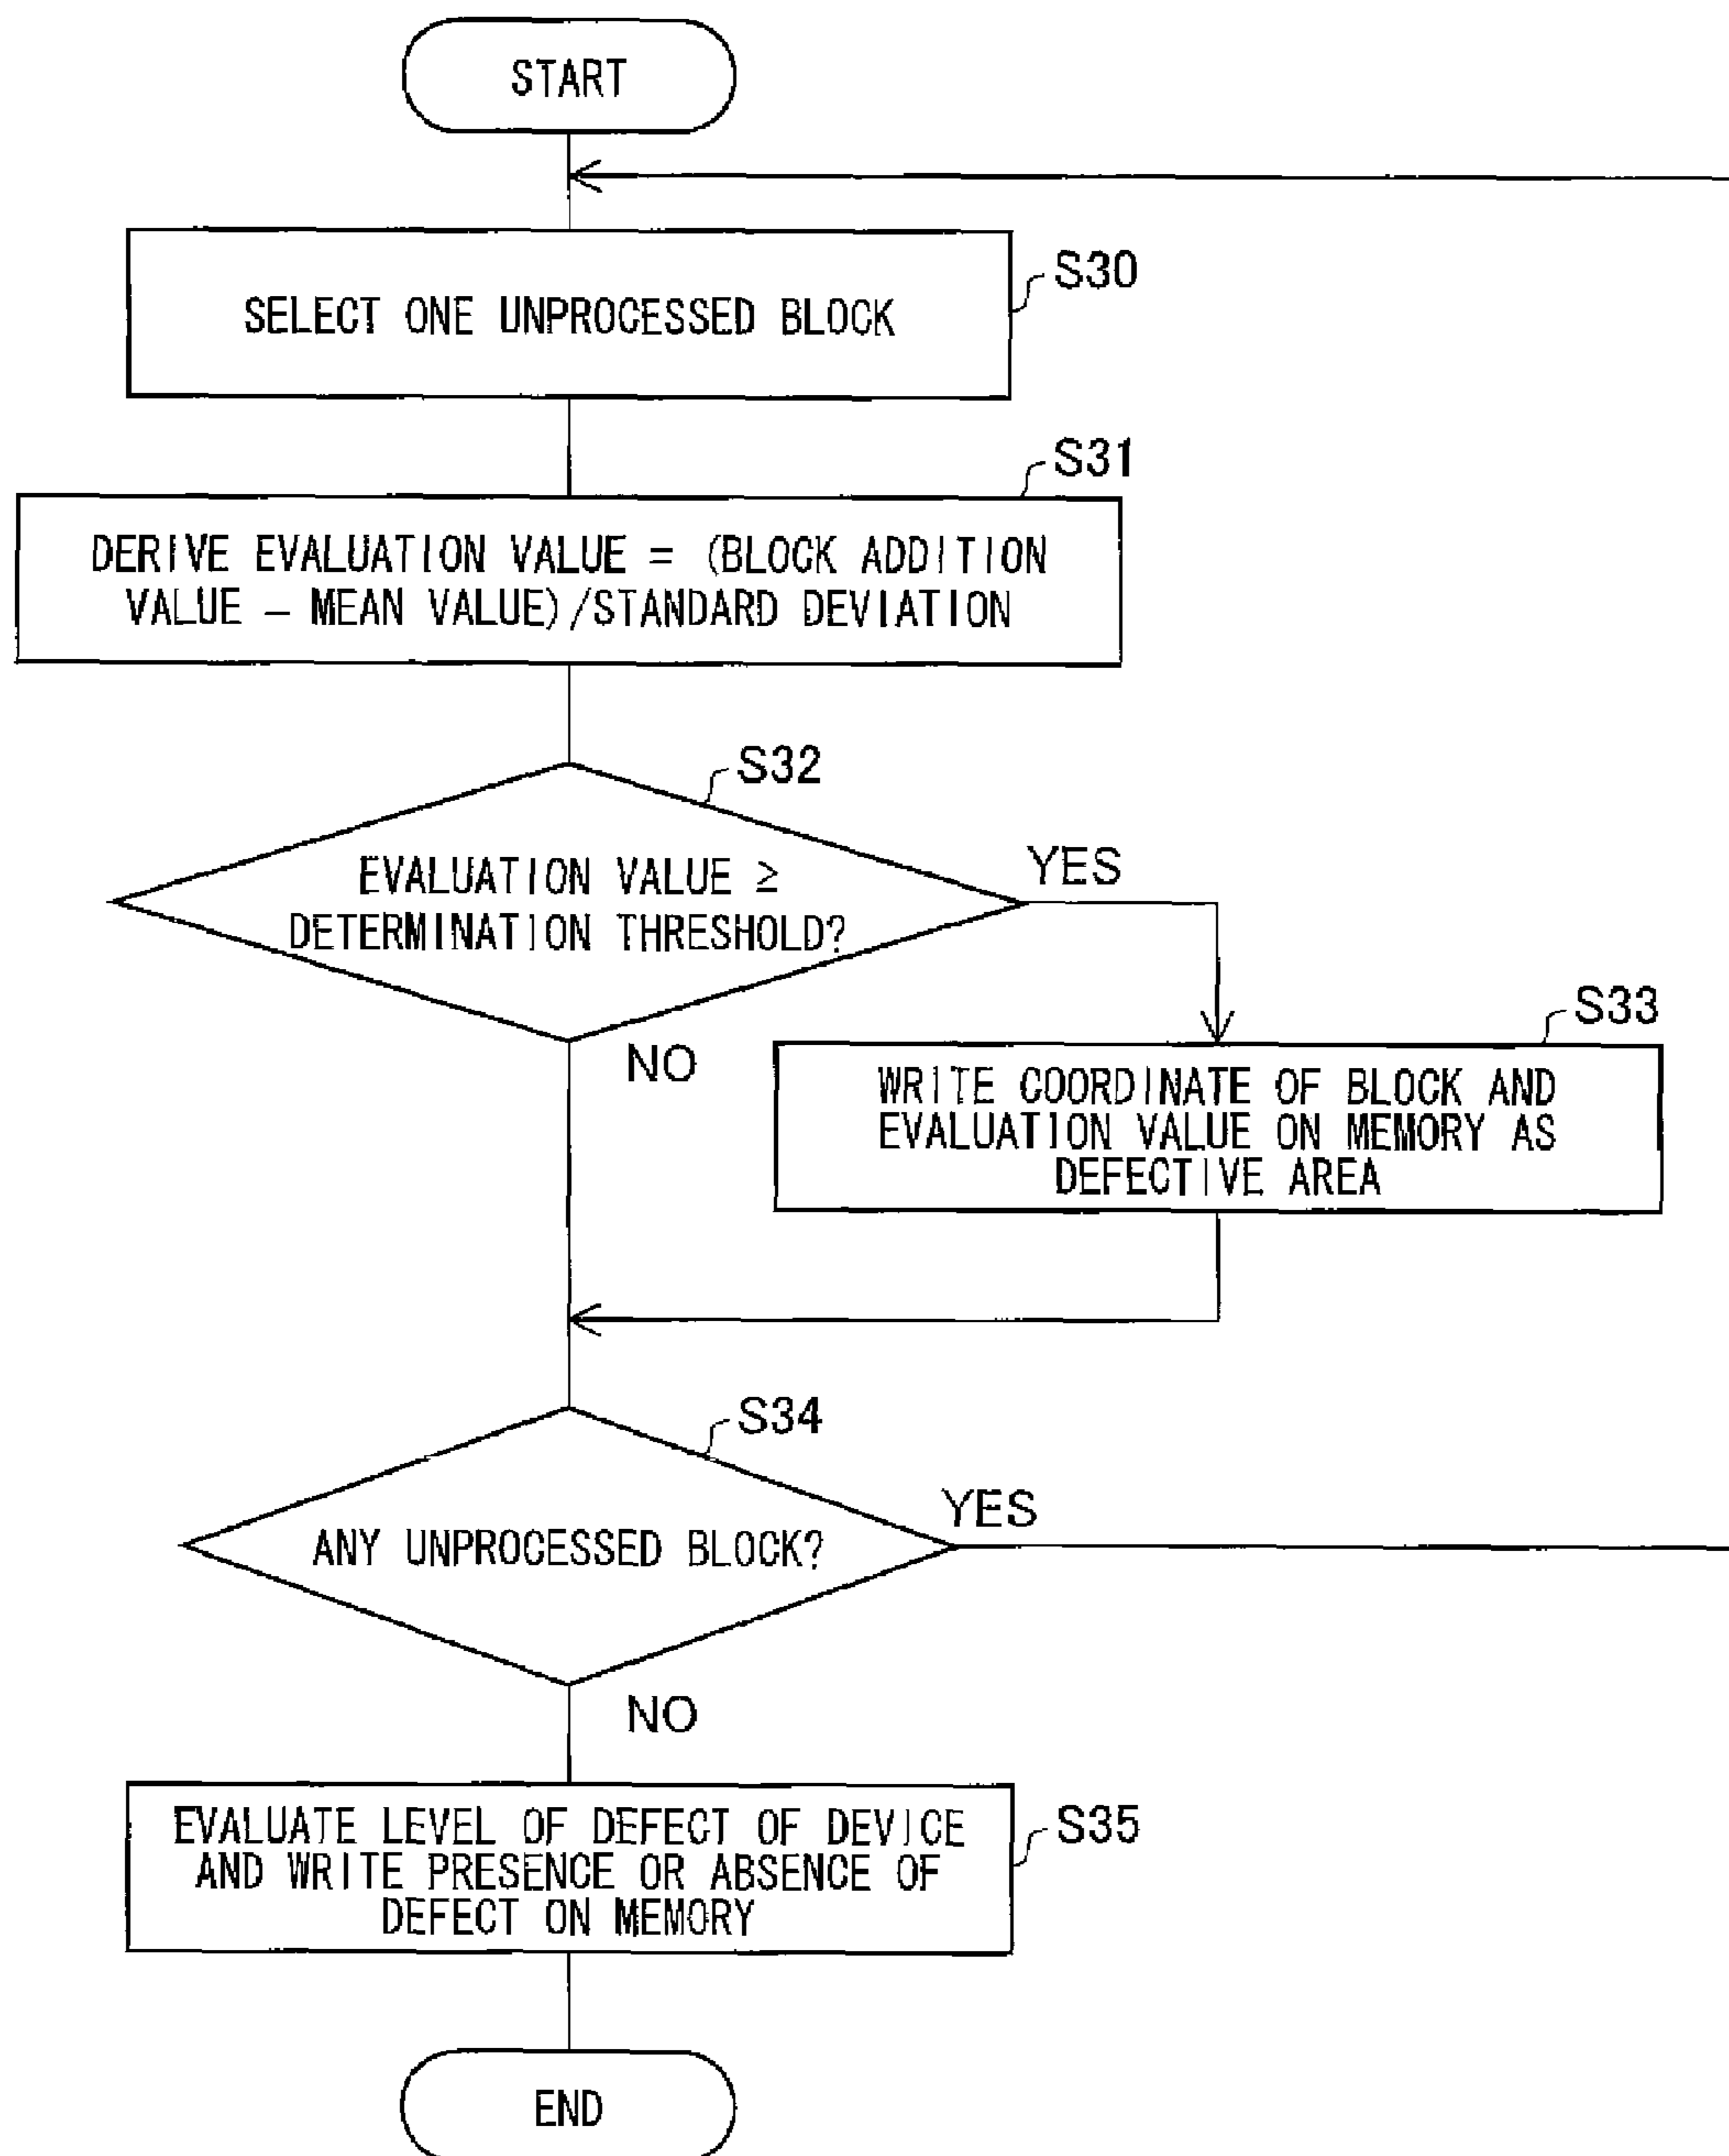 START
S30
SELECT ONE UNPROCESSED BLOCK
S31
DERIVE EVALUATION VALUE = (BLOCK ADDITION
VALUE – MEAN VALUE)/STANDARD DEVIATION
S32
EVALUATION VALUE ≥
DETERMINATION THRESHOLD?
YES
NO
S33
WRITE COORDINATE OF BLOCK AND
EVALUATION VALUE ON MEMORY AS
DEFECTIVE AREA
S34
ANY UNPROCESSED BLOCK?
YES
NO
S35
EVALUATE LEVEL OF DEFECT OF DEVICE
AND WRITE PRESENCE OR ABSENCE OF
DEFECT ON MEMORY
END